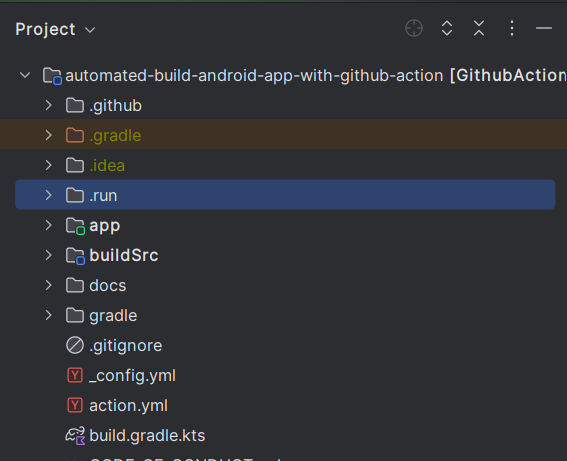 Project
automated-build-android-app-with-github-action [GithubAction
.github
.gradle
.idea
.run
app
buildSrc
docs
gradle
.gitignore
_config.yml
action.yml
build.gradle.kts